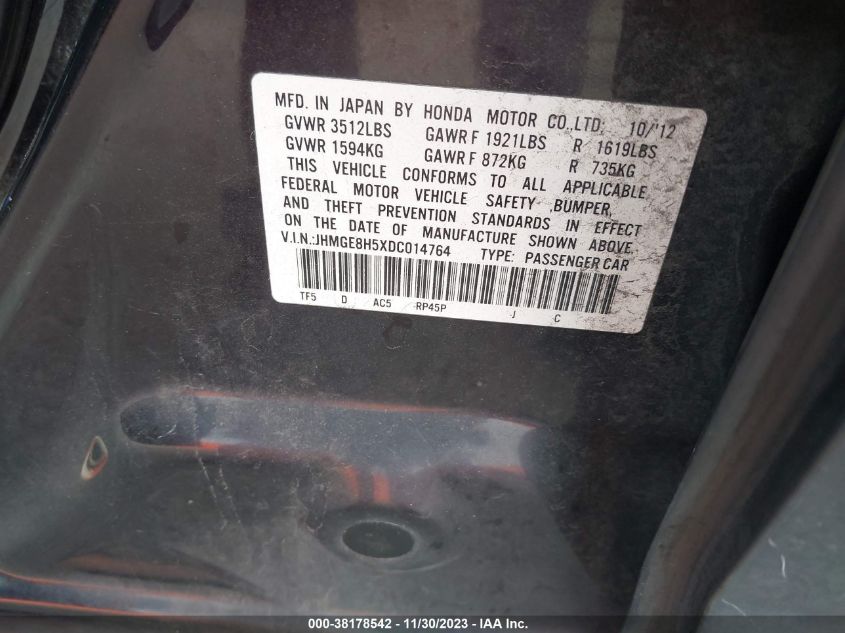 MFD. IN JAPAN BY HONDA MOTOR CO.,LTD. 10/'12
GVWR 3512LBS GAWR F 1921LBS R 1619LBS
GVWR 1594KG GAWR F 872KG R 735KG
THIS VEHICLE CONFORMS TO ALL APPLICABLE
FEDERAL MOTOR VEHICLE SAFETY ,BUMPER,
AND THEFT PREVENTION STANDARDS IN EFFECT
ON THE DATE OF MANUFACTURE SHOWN ABOVE.
V.I.N.:JHMGE8H5XDC014764 TYPE: PASSENGER CAR
TF5 D AC5 -RP45P -J -C
000-38178542 - 11/30/2023 - IAA Inc.